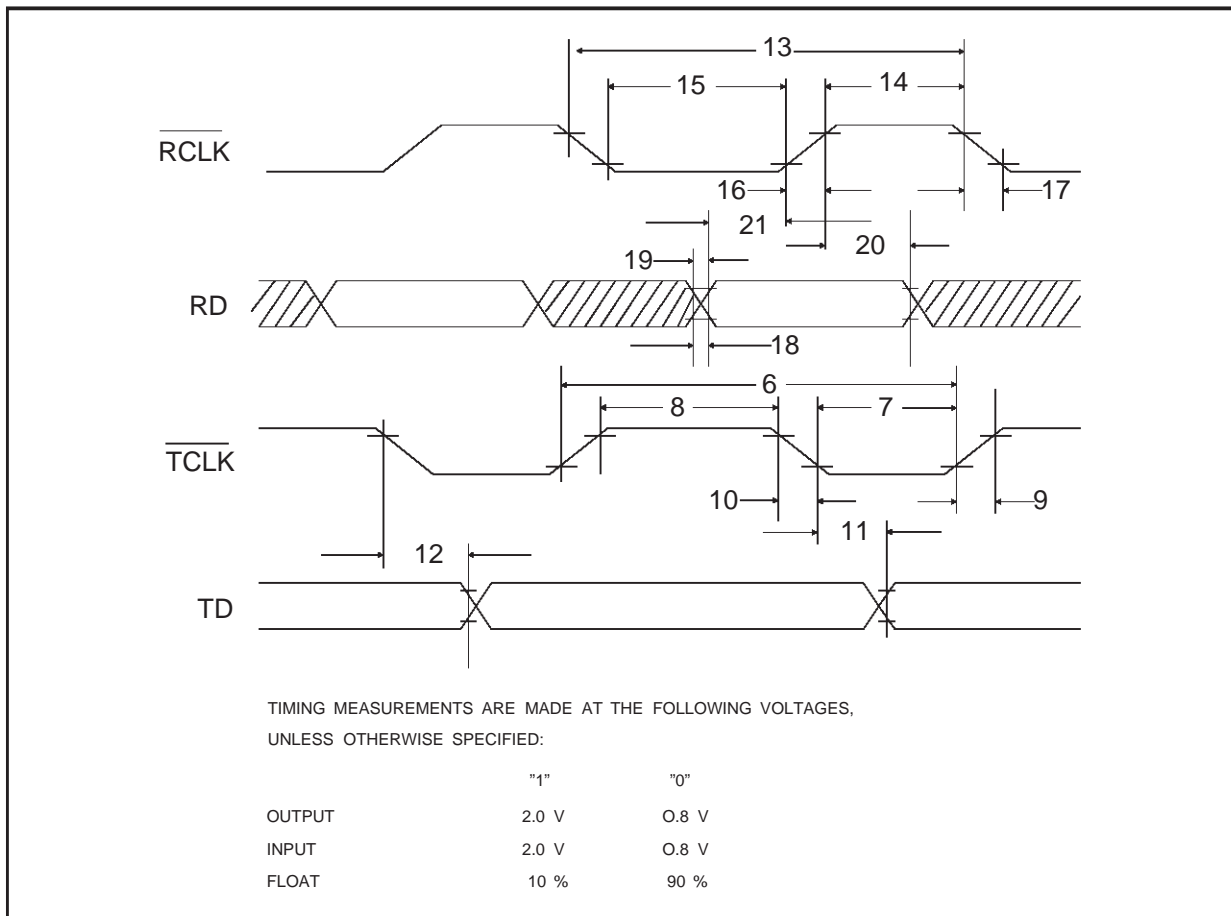 13
15
14
RCLK
16
17
21
20
19
RD
18
6
8
7
TCLK
10
9
11
12
TD
TIMING MEASUREMENTS ARE MADE AT THE FOLLOWING VOLTAGES,
UNLESS OTHERWISE SPECIFIED:
”1” ”0”
OUTPUT 2.0 V O.8 V
INPUT 2.0 V O.8 V
FLOAT 10 % 90 %